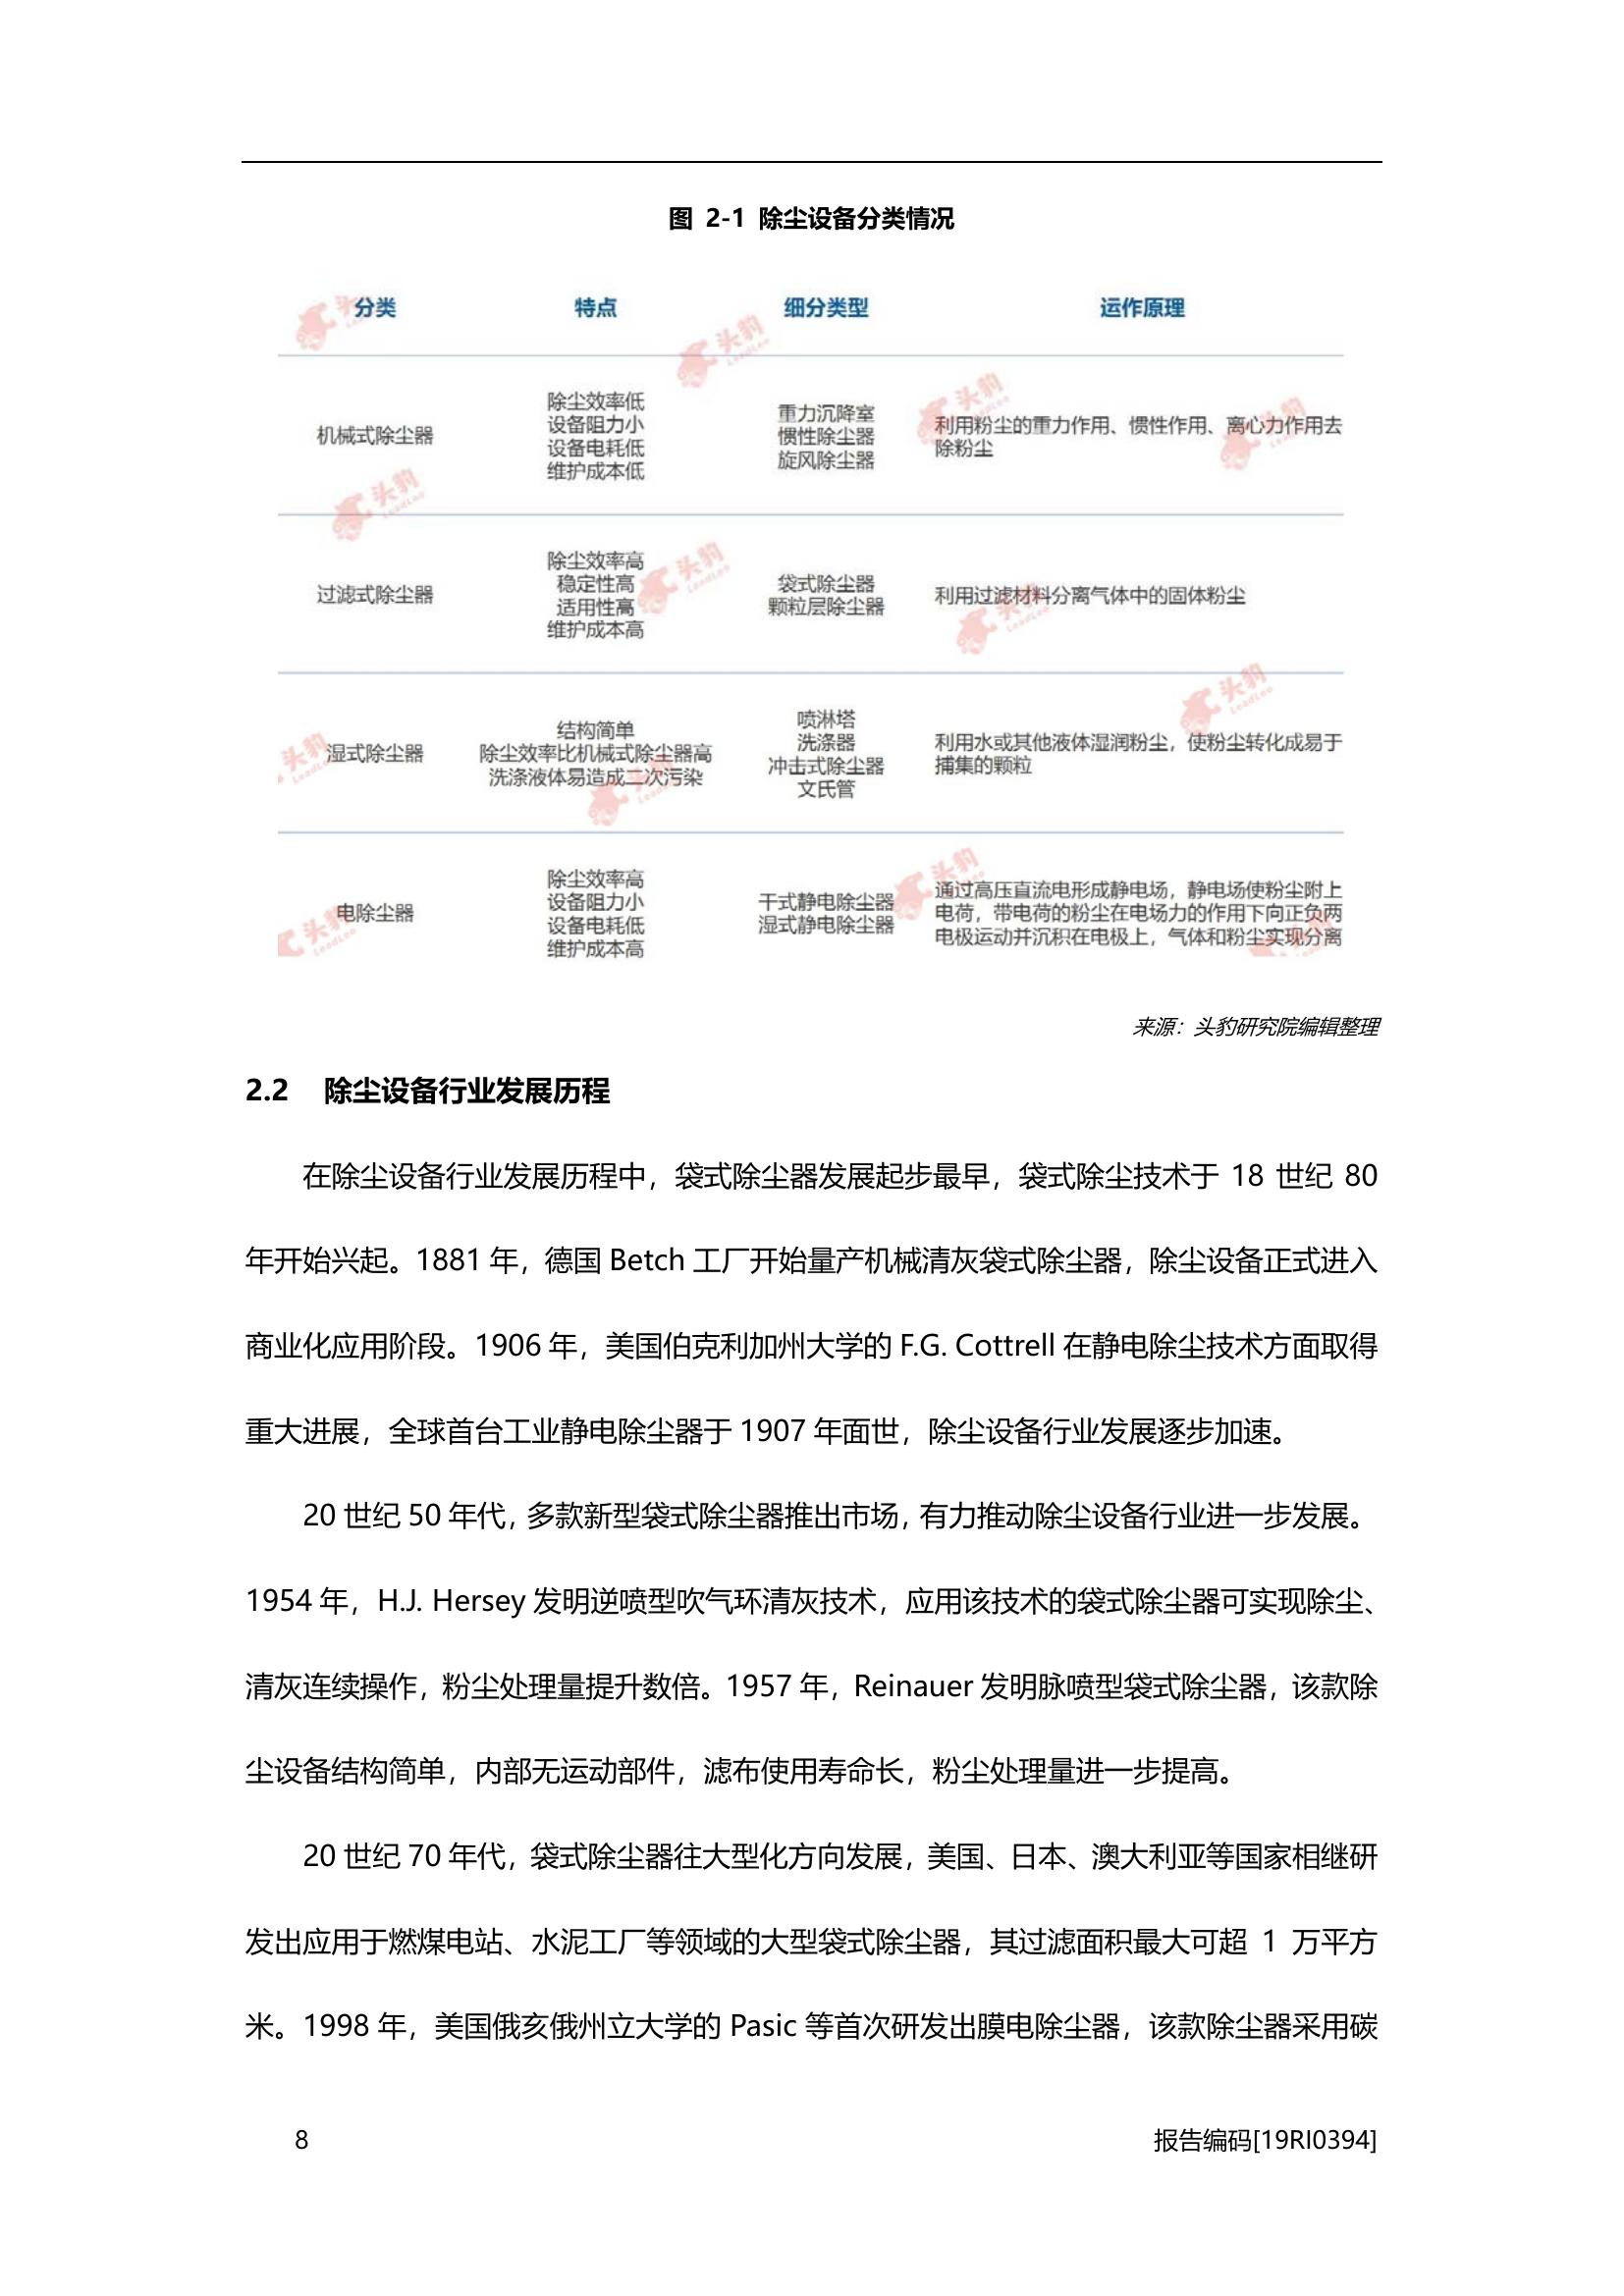 图 2-1 除尘设备分类情况
分类 特点 细分类型 运作原理
机械式除尘器
除尘效率低
设备阻力小
设备电耗低
维护成本低
重力沉降室
惯性除尘器
旋风除尘器
利用粉尘的重力作用、惯性作用、离心力作用去
除粉尘
过滤式除尘器
除尘效率高
稳定性高
适用性高
维护成本高
袋式除尘器
颗粒层除尘器
利用过滤材料分离气体中的固体粉尘
湿式除尘器
结构简单
除尘效率比机械式除尘器高
洗涤液体易造成二次污染
喷淋塔
洗涤器
冲击式除尘器
文氏管
利用水或其他液体湿润粉尘，使粉尘转化成易于
捕集的颗粒
电除尘器
除尘效率高
设备阻力小
设备电耗低
维护成本高
干式静电除尘器
湿式静电除尘器
通过高压直流电形成静电场，静电场使粉尘附上
电荷，带电荷的粉尘在电场力的作用下向正负两
电极运动并沉积在电极上，气体和粉尘实现分离
头豹
LeadLeo
来源：头豹研究院编辑整理
2.2 除尘设备行业发展历程
在除尘设备行业发展历程中，袋式除尘器发展起步最早，袋式除尘技术于 18 世纪 80
年开始兴起。1881 年，德国 Betch 工厂开始量产机械清灰袋式除尘器，除尘设备正式进入
商业化应用阶段。1906 年，美国伯克利加州大学的 F.G. Cottrell 在静电除尘技术方面取得
重大进展，全球首台工业静电除尘器于 1907 年面世，除尘设备行业发展逐步加速。
20 世纪 50 年代，多款新型袋式除尘器推出市场，有力推动除尘设备行业进一步发展。
1954 年，H.J. Hersey 发明逆喷型吹气环清灰技术，应用该技术的袋式除尘器可实现除尘、
清灰连续操作，粉尘处理量提升数倍。1957 年，Reinauer 发明脉喷型袋式除尘器，该款除
尘设备结构简单，内部无运动部件，滤布使用寿命长，粉尘处理量进一步提高。
20 世纪 70 年代，袋式除尘器往大型化方向发展，美国、日本、澳大利亚等国家相继研
发出应用于燃煤电站、水泥工厂等领域的大型袋式除尘器，其过滤面积最大可超 1 万平方
米。1998 年，美国俄亥俄州立大学的 Pasic 等首次研发出膜电除尘器，该款除尘器采用碳
8 报告编码[19RI0394]